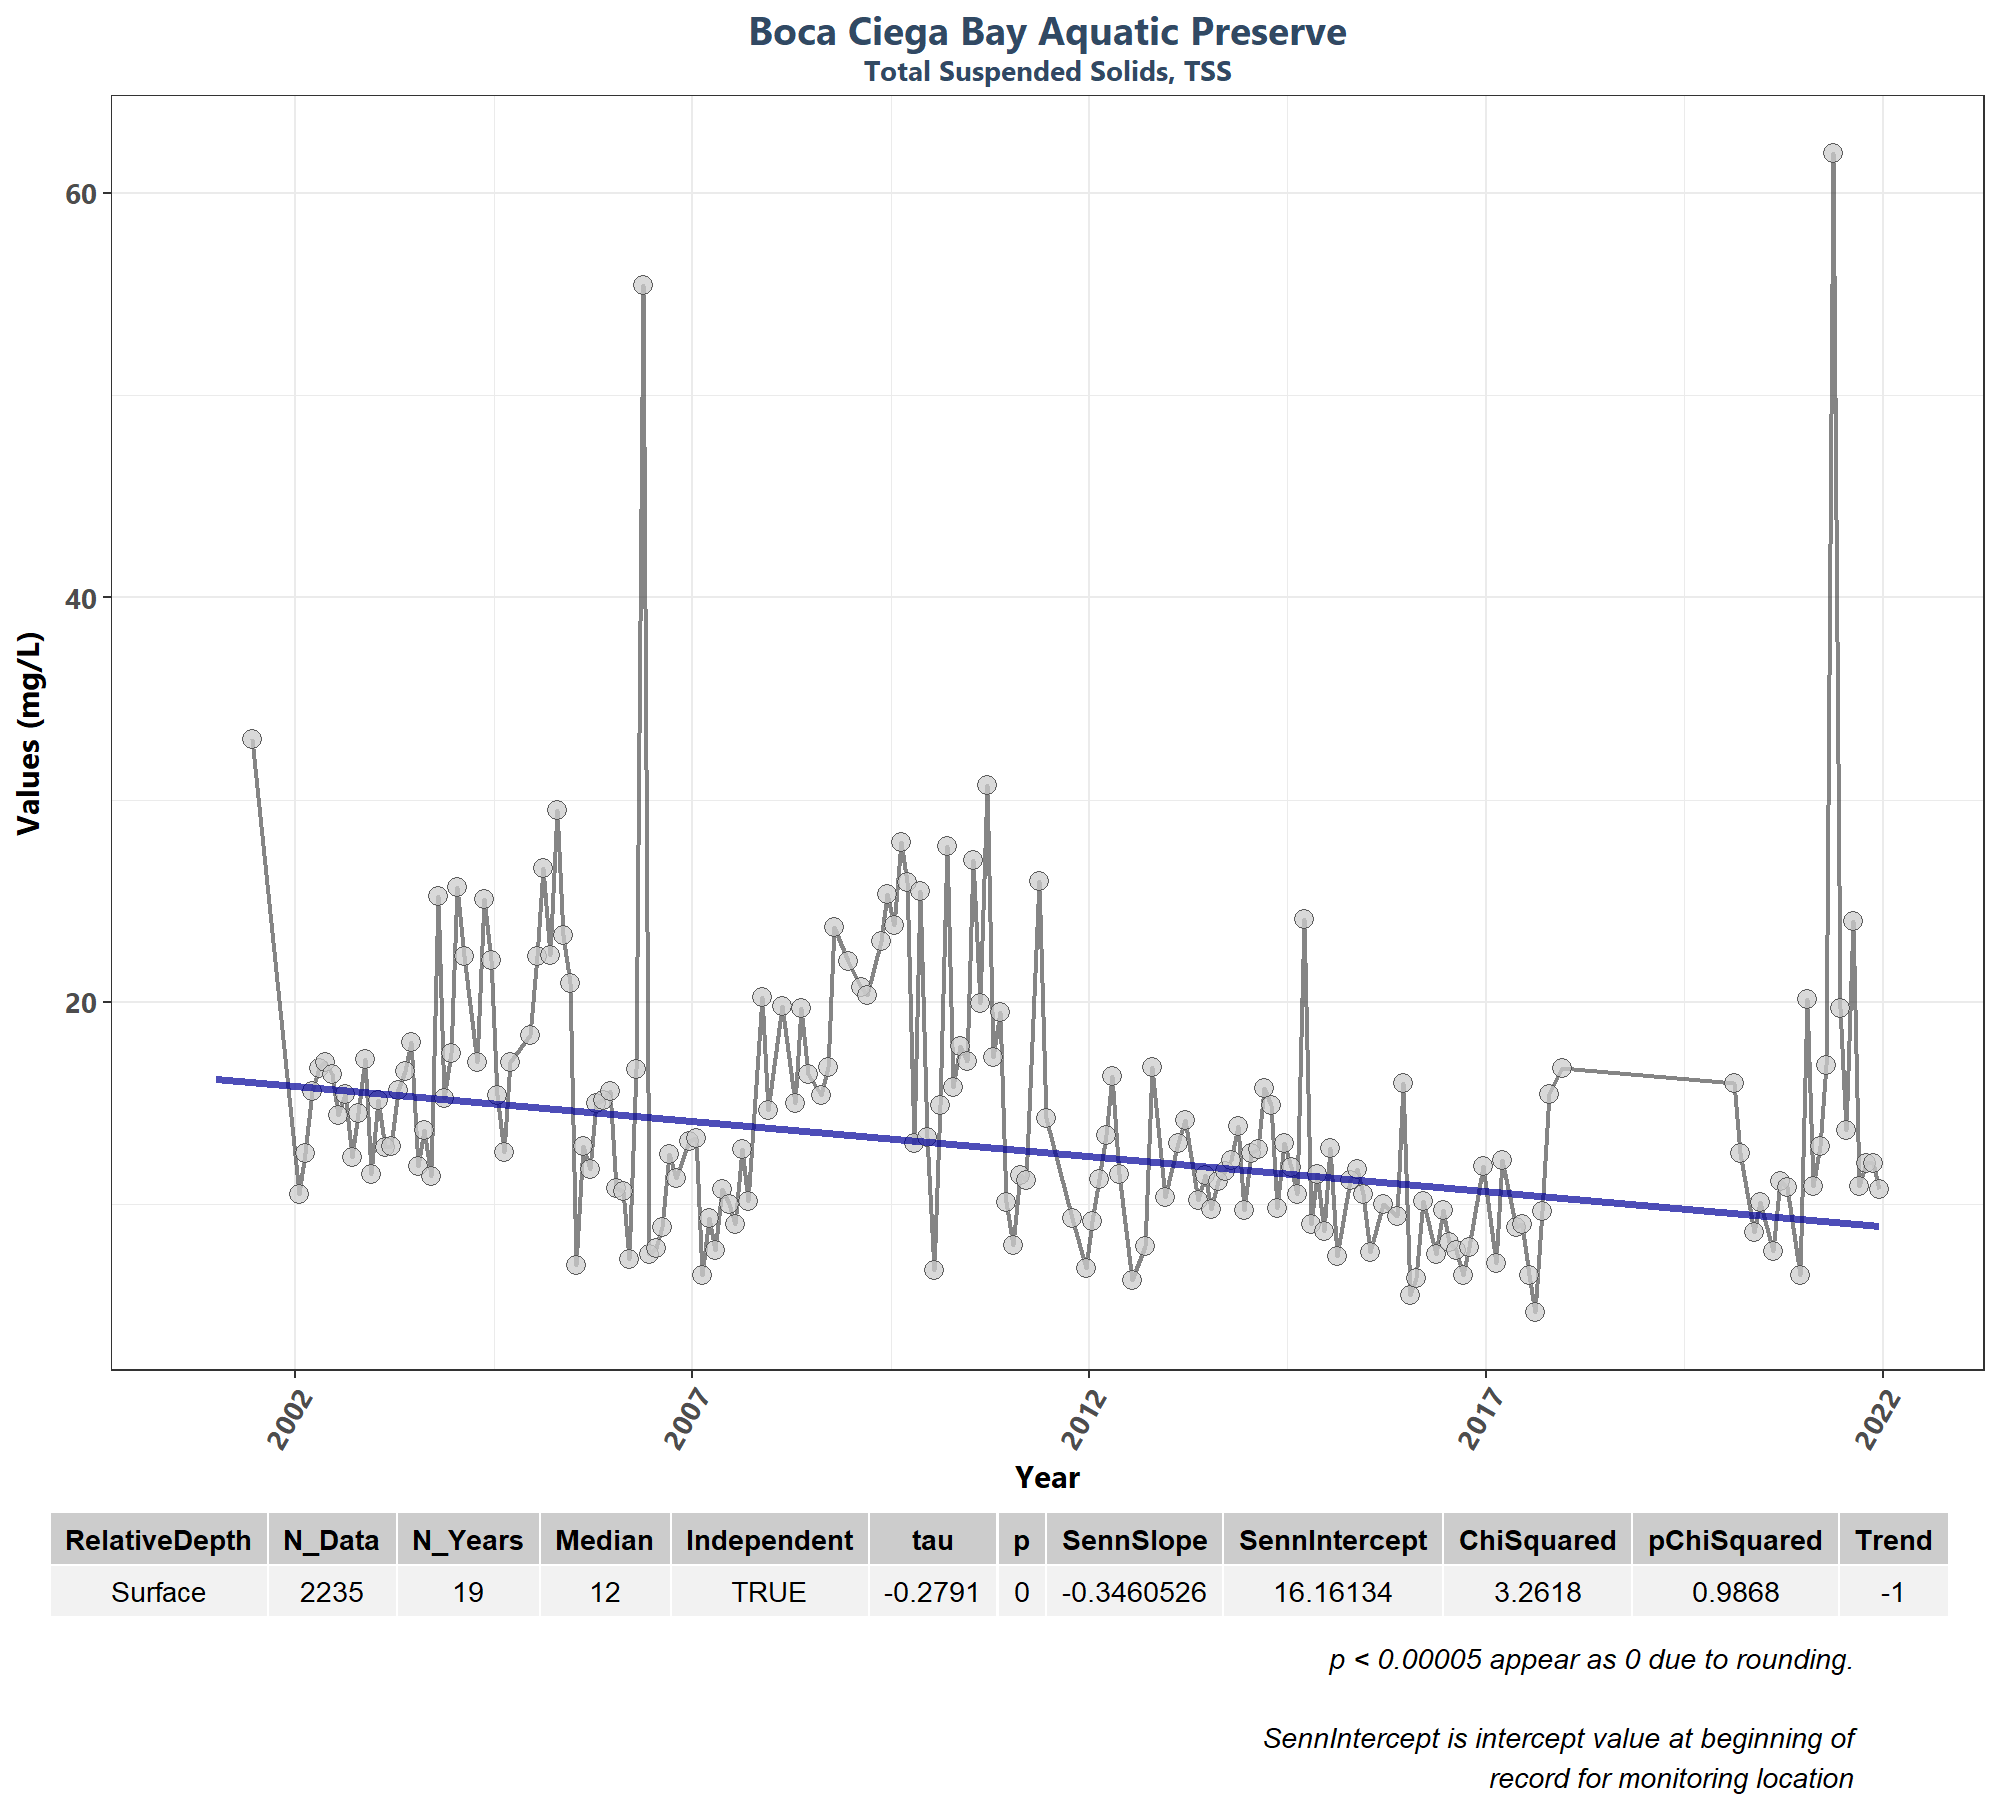 Boca Ciega Bay Aquatic Preserve
Total Suspended Solids, TSS
Values (mg/L)
60
40
20
2002 2007 2012 2017 2022
Year
RelativeDepth N_Data N_Years Median Independent tau p SennSlope SennIntercept ChiSquared pChiSquared Trend
Surface 2235 19 12 TRUE -0.2791 0 -0.3460526 16.16134 3.2618 0.9868 -1
p < 0.00005 appear as 0 due to rounding.
SennIntercept is intercept value at beginning of
record for monitoring location